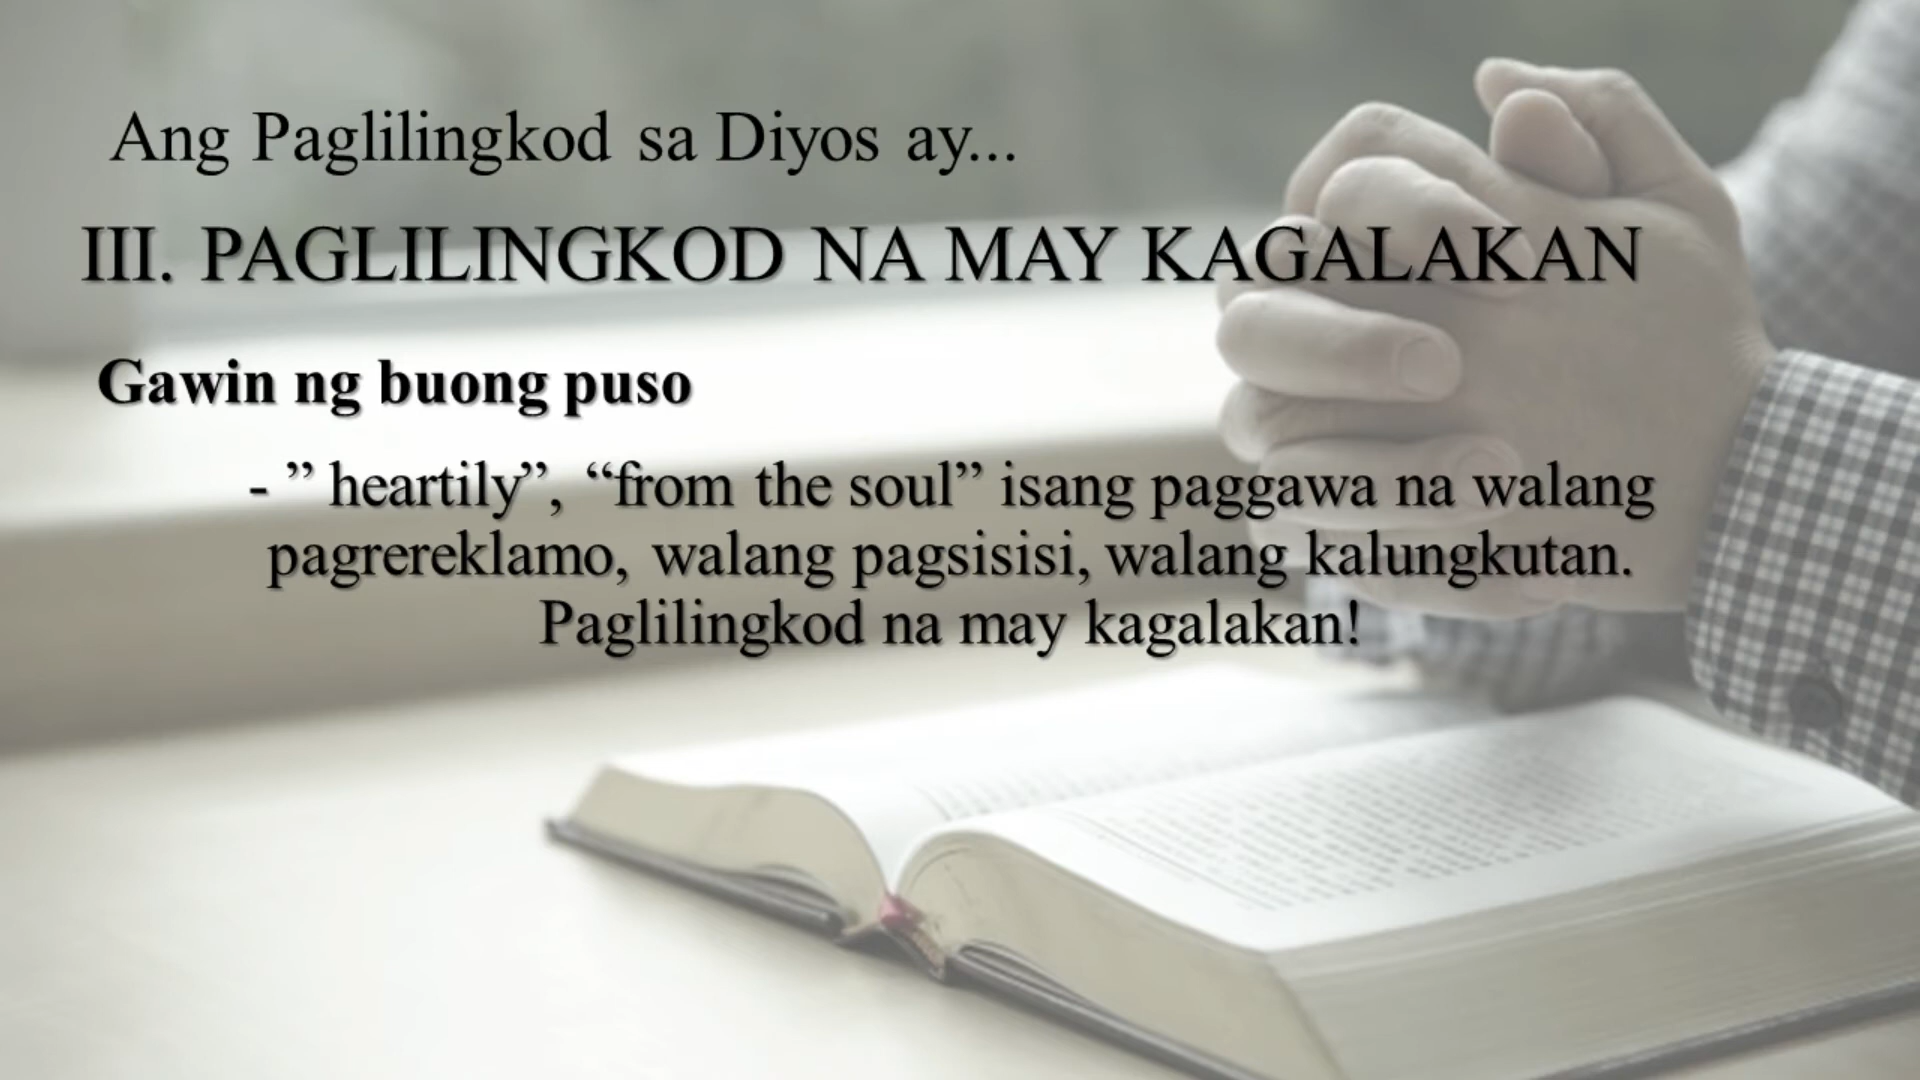 Ang Paglilingkod sa Diyos ay...
III. PAGLILINGKOD NA MAY KAGALAKAN
Gawin ng buong puso
- ” heartily”, “from the soul” isang paggawa na walang
pagrereklamo, walang pagsisisi, walang kalungkutan.
Paglilingkod na may kagalakan!